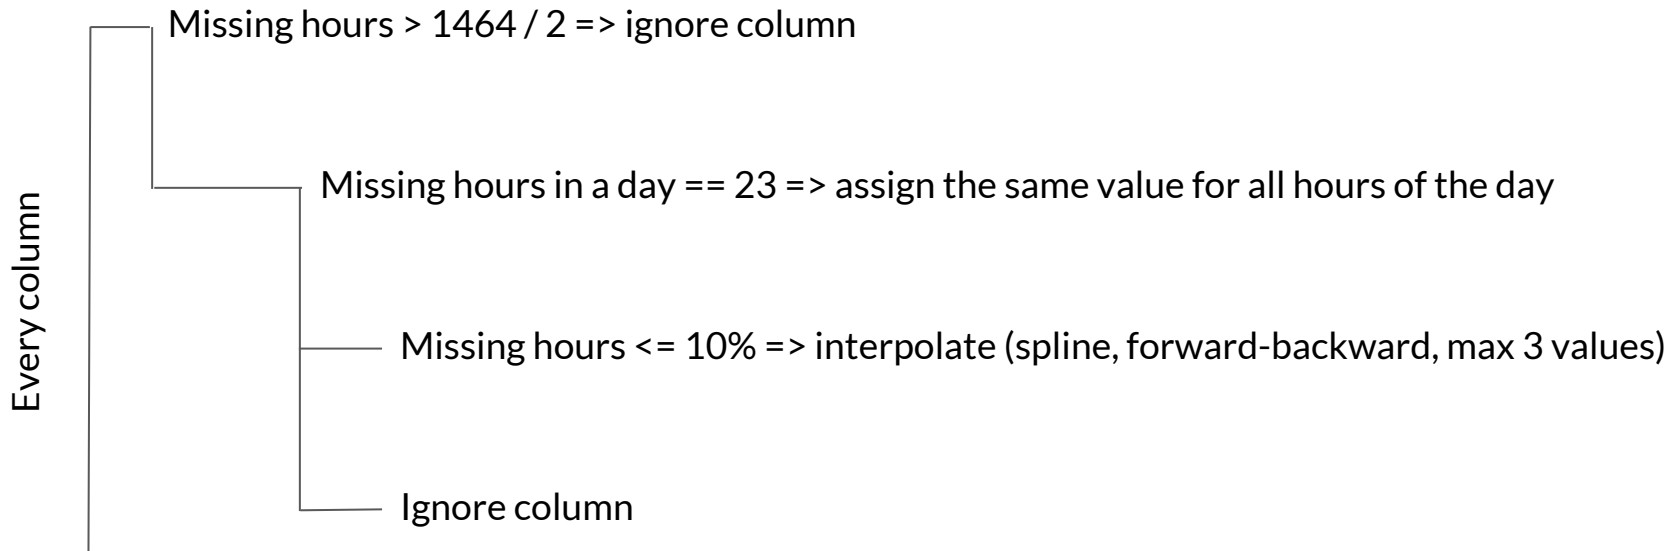 Missing hours > 1464 / 2 => ignore column
Missing hours in a day == 23 => assign the same value for all hours of the day
Every column
Missing hours <= 10% => interpolate (spline, forward-backward, max 3 values)
Ignore column